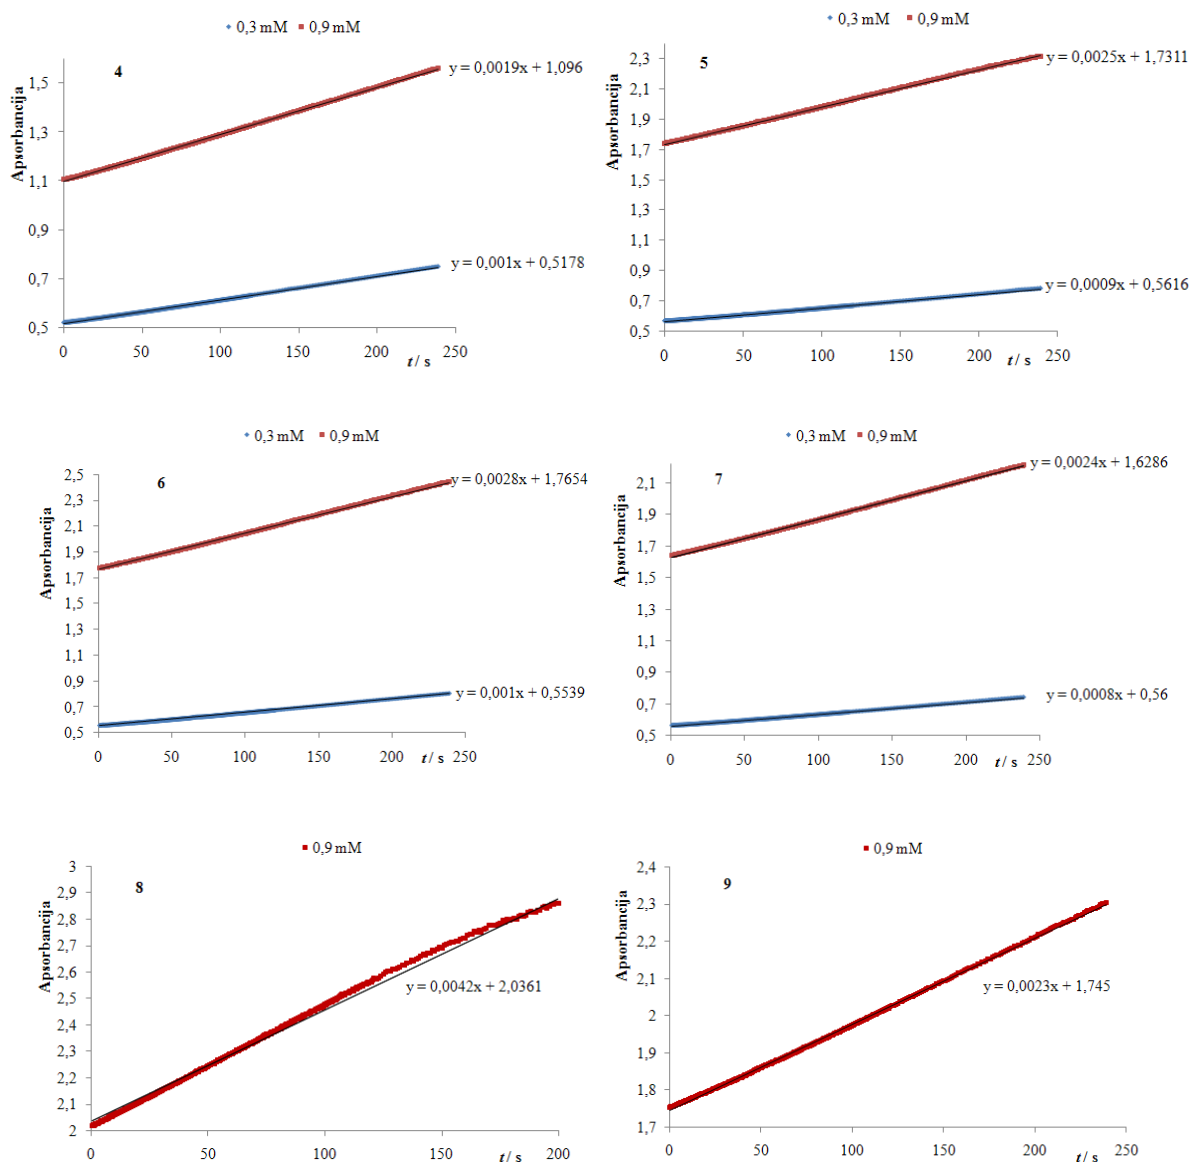 0,3 mM 0,9 mM
4
Apsorbancija
1,5
1,3
1,1
0,9
0,7
0,5
y = 0,0019x + 1,096
y = 0,001x + 0,5178
0 50 100 150 200 250
t / s
0,3 mM 0,9 mM
5
Apsorbancija
2,3
2,1
1,9
1,7
1,5
1,3
1,1
0,9
0,7
0,5
y = 0,0025x + 1,7311
y = 0,0009x + 0,5616
0 50 100 150 200 250
t / s
0,3 mM 0,9 mM
6
Apsorbancija
2,5
2,3
2,1
1,9
1,7
1,5
1,3
1,1
0,9
0,7
0,5
y = 0,0028x + 1,7654
y = 0,001x + 0,5539
0 50 100 150 200 250
t / s
0,3 mM 0,9 mM
7
Apsorbancija
2,1
1,9
1,7
1,5
1,3
1,1
0,9
0,7
0,5
y = 0,0024x + 1,6286
y = 0,0008x + 0,56
0 50 100 150 200 250
t / s
0,9 mM
8
Apsorbancija
3
2,9
2,8
2,7
2,6
2,5
2,4
2,3
2,2
2,1
2
y = 0,0042x + 2,0361
0 50 100 150 200
t / s
0,9 mM
9
Apsorbancija
2,4
2,3
2,2
2,1
2
1,9
1,8
1,7
y = 0,0023x + 1,745
0 50 100 150 200 250
t / s